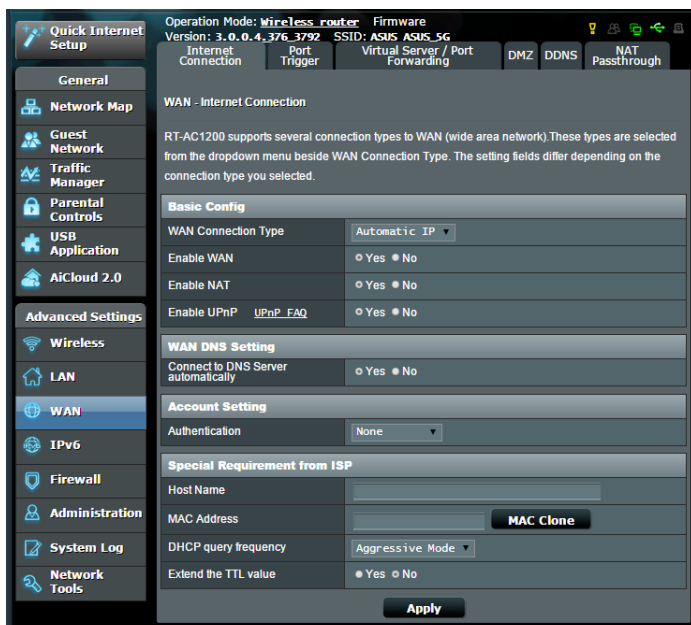 Quick Internet
Setup
Operation Mode: Wireless router Firmware
Version: 3.0.0.4.376_3792 SSID: ASUS ASUS_5G
Internet
Connection
Port
Trigger
Virtual Server / Port
Forwarding
DMZ
DDNS
NAT
Passthrough
General
Network Map
Guest
Network
Traffic
Manager
Parental
Controls
USB
Application
AiCloud 2.0
Advanced Settings
Wireless
LAN
WAN
IPv6
Firewall
Administration
System Log
Network
Tools
WAN - Internet Connection
RT-AC1200 supports several connection types to WAN (wide area network).These types are selected
from the dropdown menu beside WAN Connection Type. The setting fields differ depending on the
connection type you selected.
Basic Config
WAN Connection Type Automatic IP
Enable WAN Yes No
Enable NAT Yes No
Enable UPnP UPnP FAQ Yes No
WAN DNS Setting
Connect to DNS Server
automatically Yes No
Account Setting
Authentication None
Special Requirement from ISP
Host Name
MAC Address MAC Clone
DHCP query frequency Aggressive Mode
Extend the TTL value Yes No
Apply